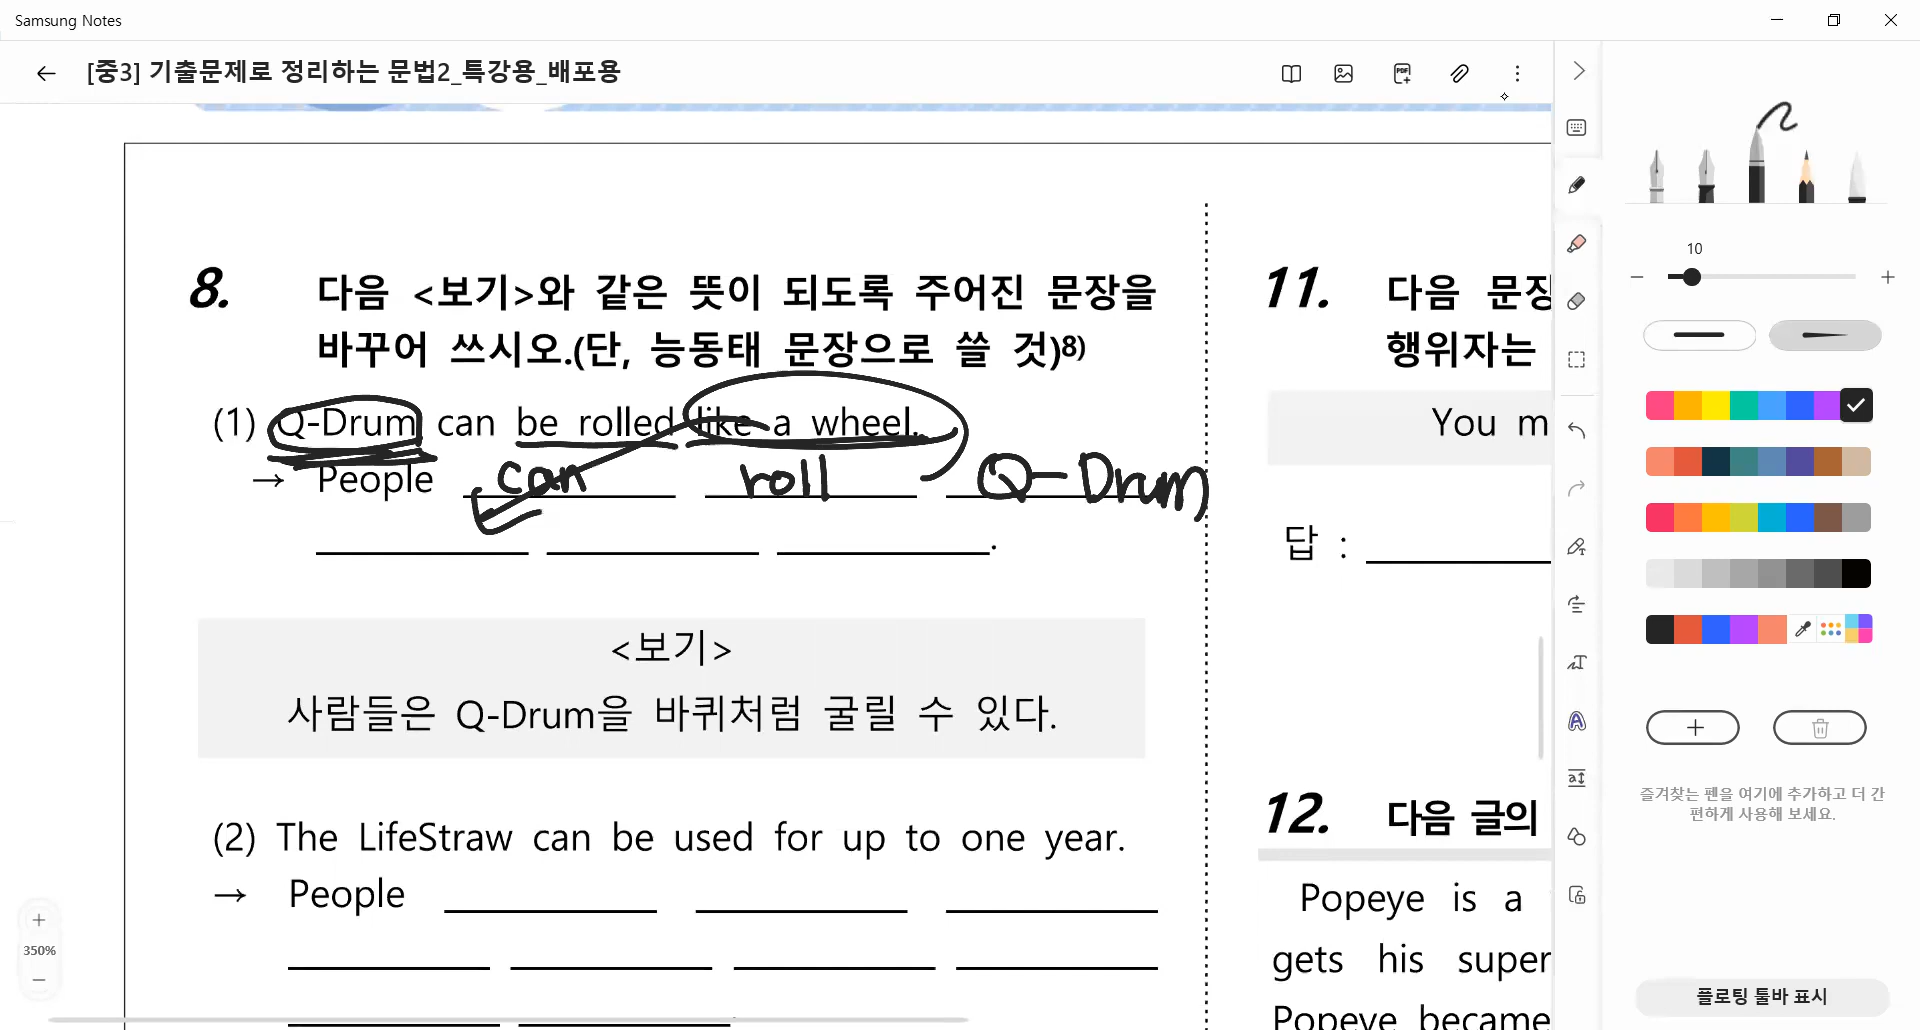 Samsung Notes
[중3] 기출문제로 정리하는 문법2_특강용_배포용
8. 다음 <보기>와 같은 뜻이 되도록 주어진 문장을
바꾸어 쓰시오.(단, 능동태 문장으로 쓸 것)8)
(1) Q-Drum can be rolled like a wheel.
→ People can roll Q-Drum
.
<보기>
사람들은 Q-Drum을 바퀴처럼 굴릴 수 있다.
(2) The LifeStraw can be used for up to one year.
→ People
11. 다음 문장
행위자는
You m
답 :
12. 다음 글의
Popeye is a
gets his super
Popeye became
350%
10
즐겨찾는 펜을 여기에 추가하고 더 간
편하게 사용해 보세요.
플로팅 툴바 표시